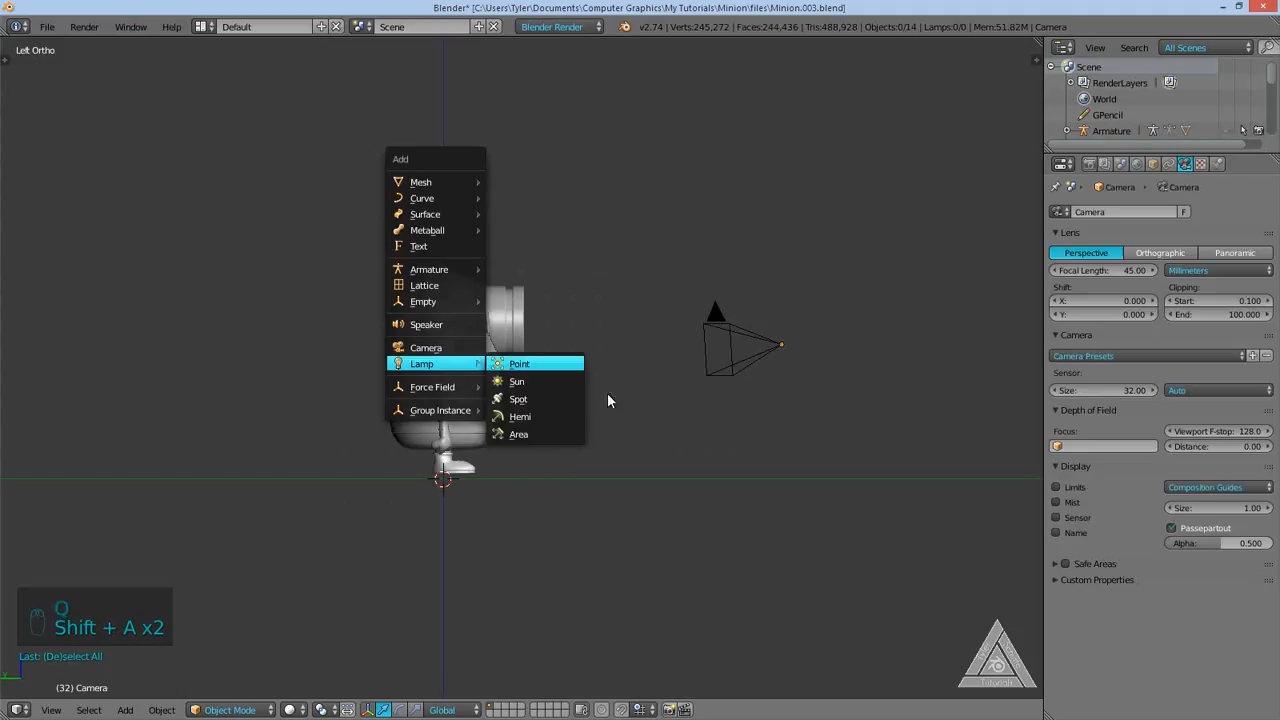 Blender* [C:\Users\Tyler\Documents\Computer Graphics\My Tutorials\Minion\files\Minion.003.blend]
File Render Window Help Default Scene Blender Render v2.74 | Verts:245,272 | Faces:244,436 | Tris:488,928 | Objects:0/14 | Lamps:0/0 | Mem:51.82M | Camera
Left Ortho
View Search All Scenes
Scene
RenderLayers
World
GPencil
Armature
Camera Camera
Camera F
Lens
Perspective Orthographic Panoramic
Focal Length: 45.00 Millimeters
Shift: Clipping:
X: 0.000 Start: 0.100
Y: 0.000 End: 100.000
Camera
Camera Presets
Sensor:
Size: 32.00 Auto
Depth of Field
Focus: Viewport F-stop: 128.0
Distance: 0.00
Display
Limits Composition Guides
Mist Size: 1.00
Sensor Passepartout
Name Alpha: 0.500
Safe Areas
Custom Properties
Add
Mesh
Curve
Surface
Metaball
Text
Armature
Lattice
Empty
Speaker
Camera
Lamp
Force Field
Group Instance
Point
Sun
Spot
Hemi
Area
Q
Shift + A x2
Last: (De)select All
y
(32) Camera
Tutorials
View Select Add Object Object Mode Global